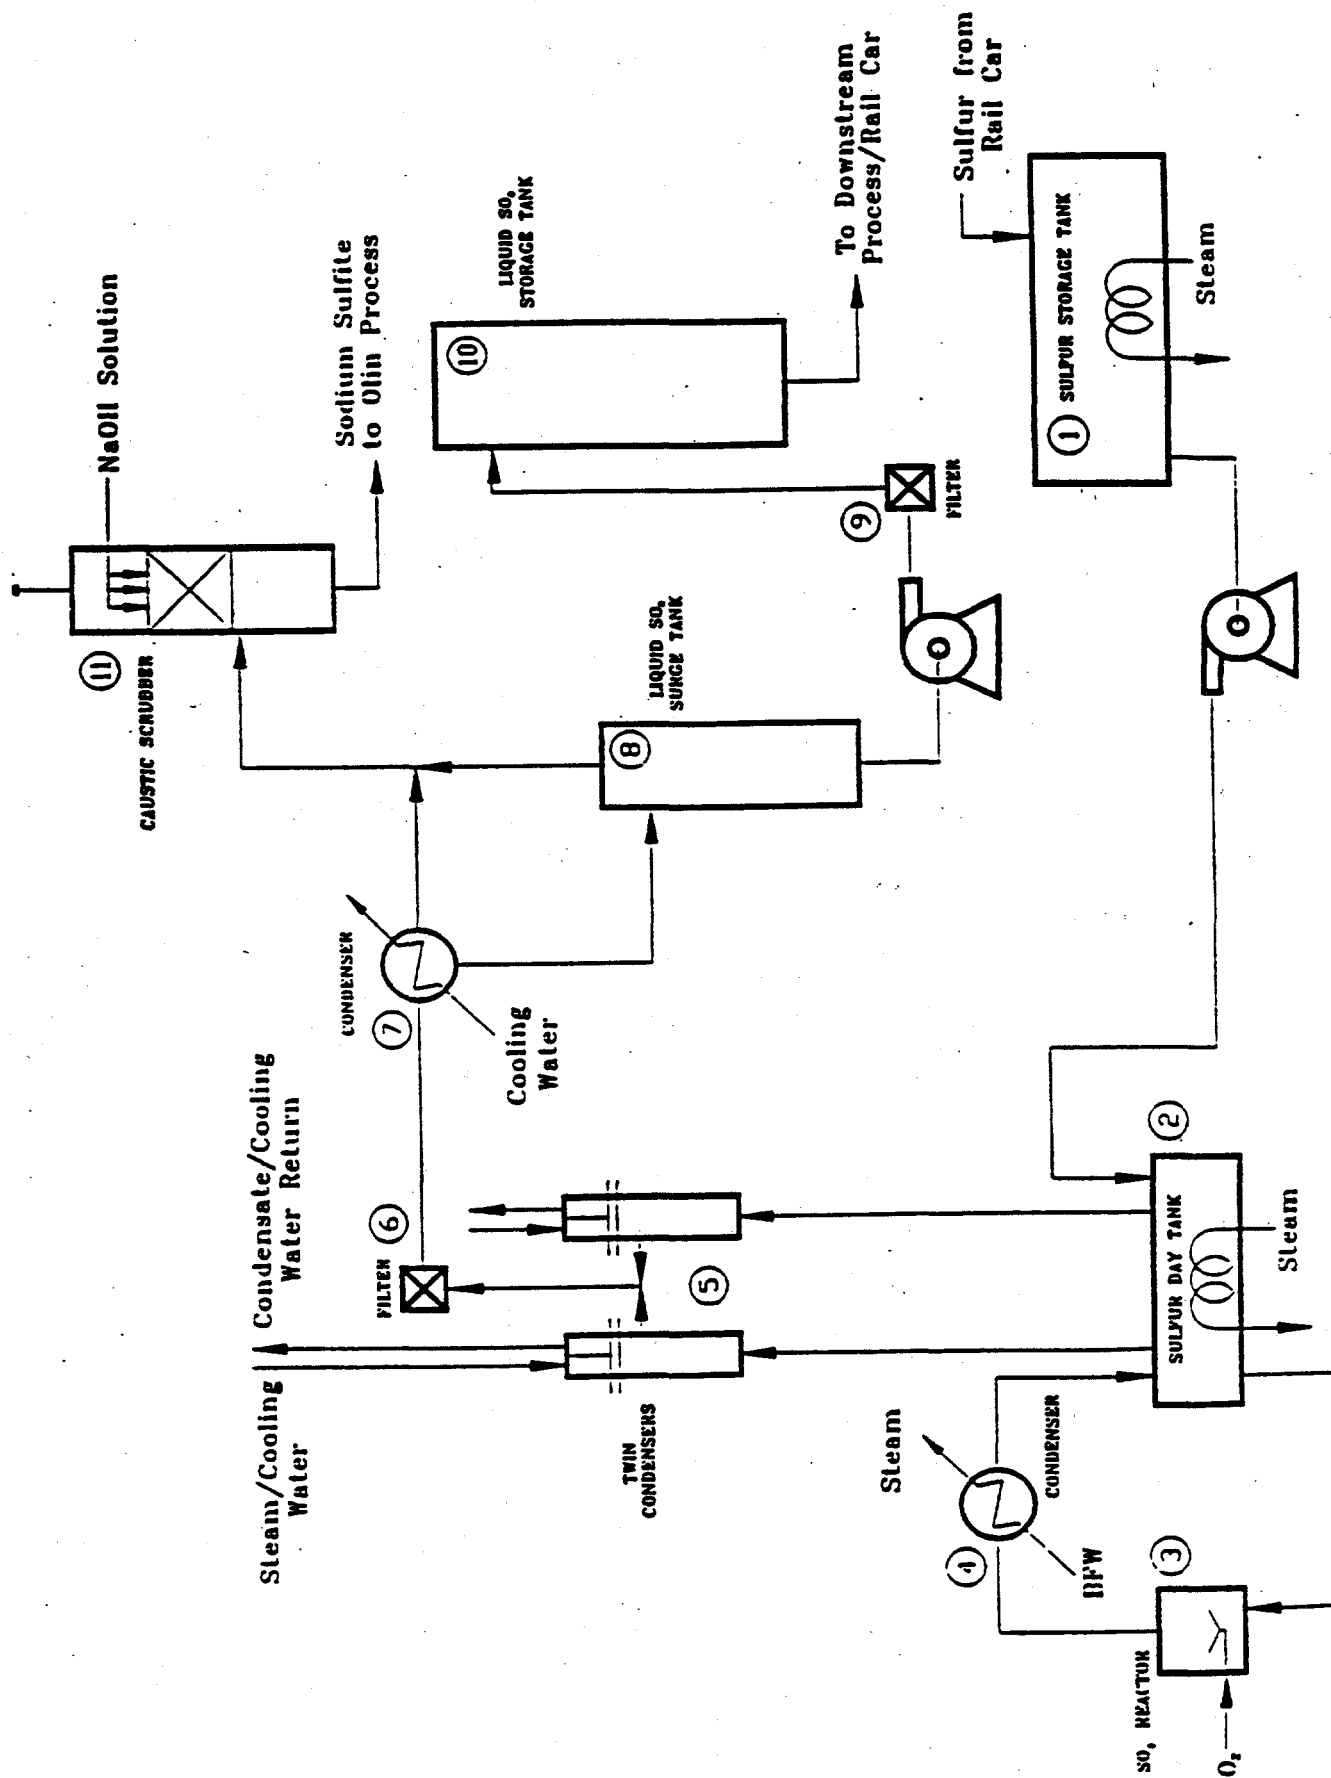 NaOH Solution
11
CAUSTIC SCRUBBER
Sodium Sulfite
to Olin Process
LIQUID SO₂
STORAGE TANK
10
To Downstream
Process/Rail Car
Sulfur from
Rail Car
1
SULFUR STORAGE TANK
Steam
9
FILTER
LIQUID SO₂
SURGE TANK
8
CONDENSER
7
Cooling
Water
Condensate/Cooling
Water Return
6
FILTER
Steam/Cooling
Water
5
TWIN
CONDENSERS
2
SULFUR DAY TANK
Steam
Steam
4
CONDENSER
BFW
3
SO₂ REACTOR
O₂